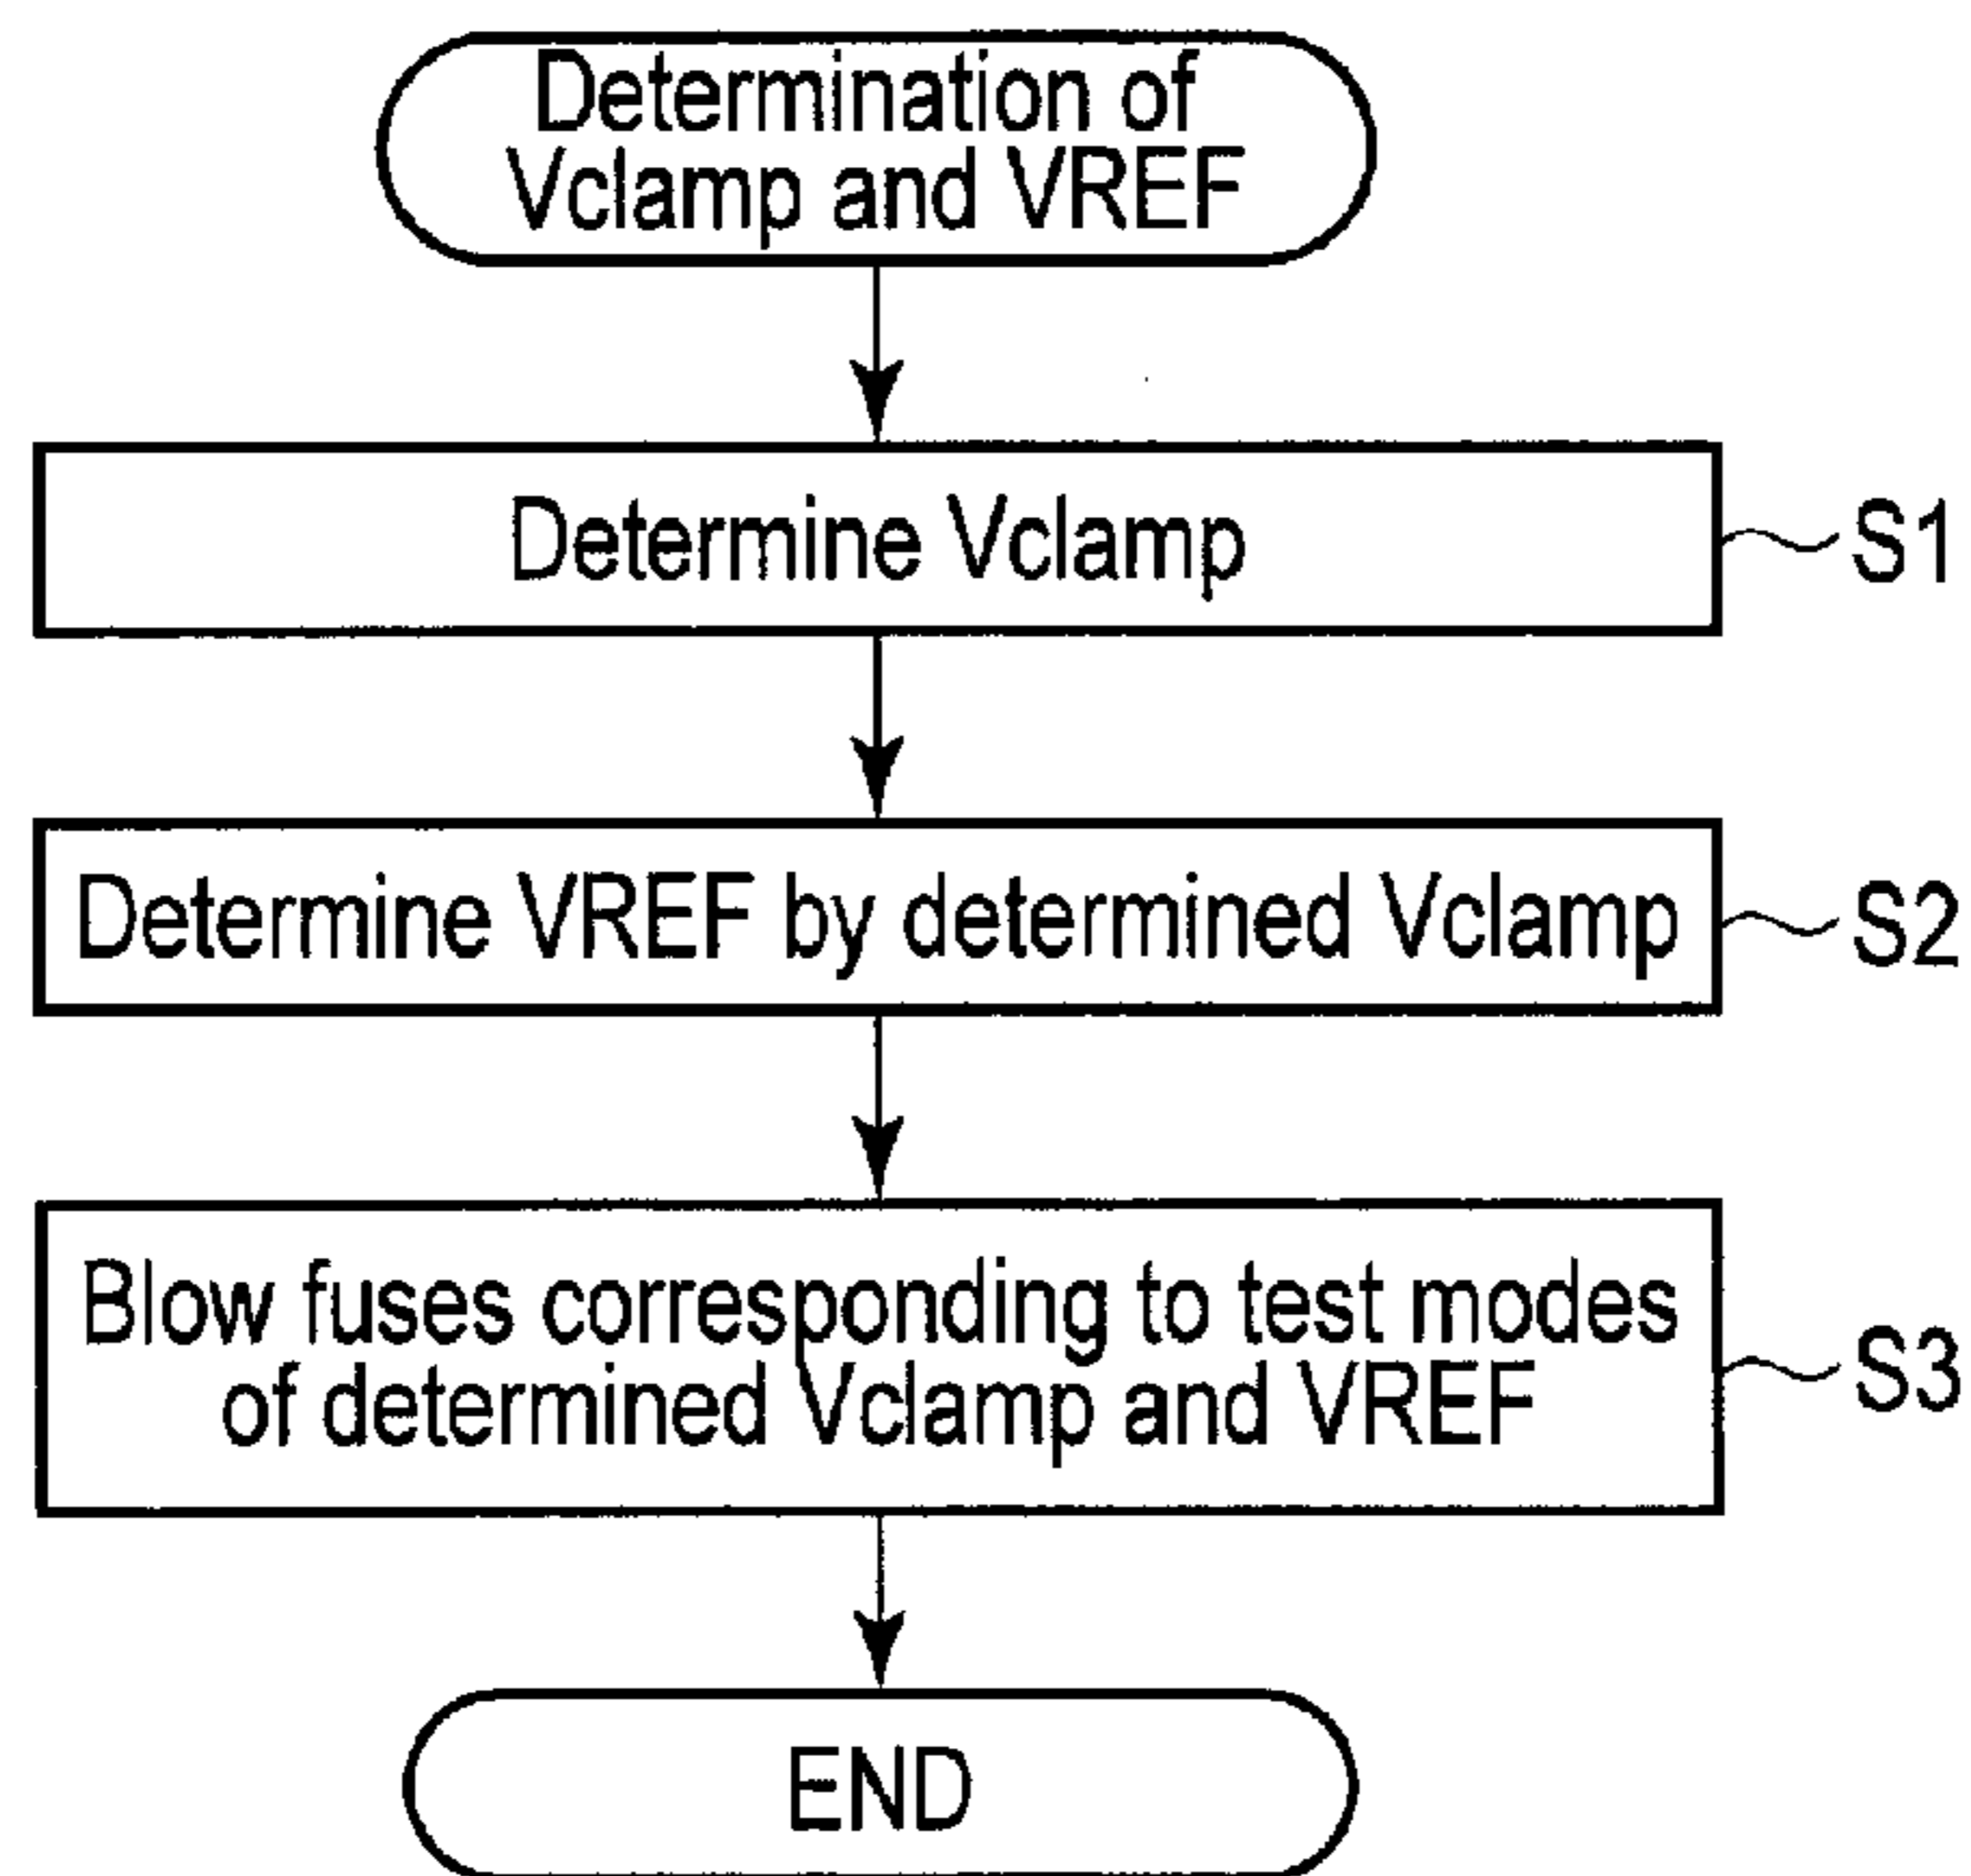 Determination of
Vclamp and VREF
Determine Vclamp
S1
Determine VREF by determined Vclamp
S2
Blow fuses corresponding to test modes
of determined Vclamp and VREF
S3
END